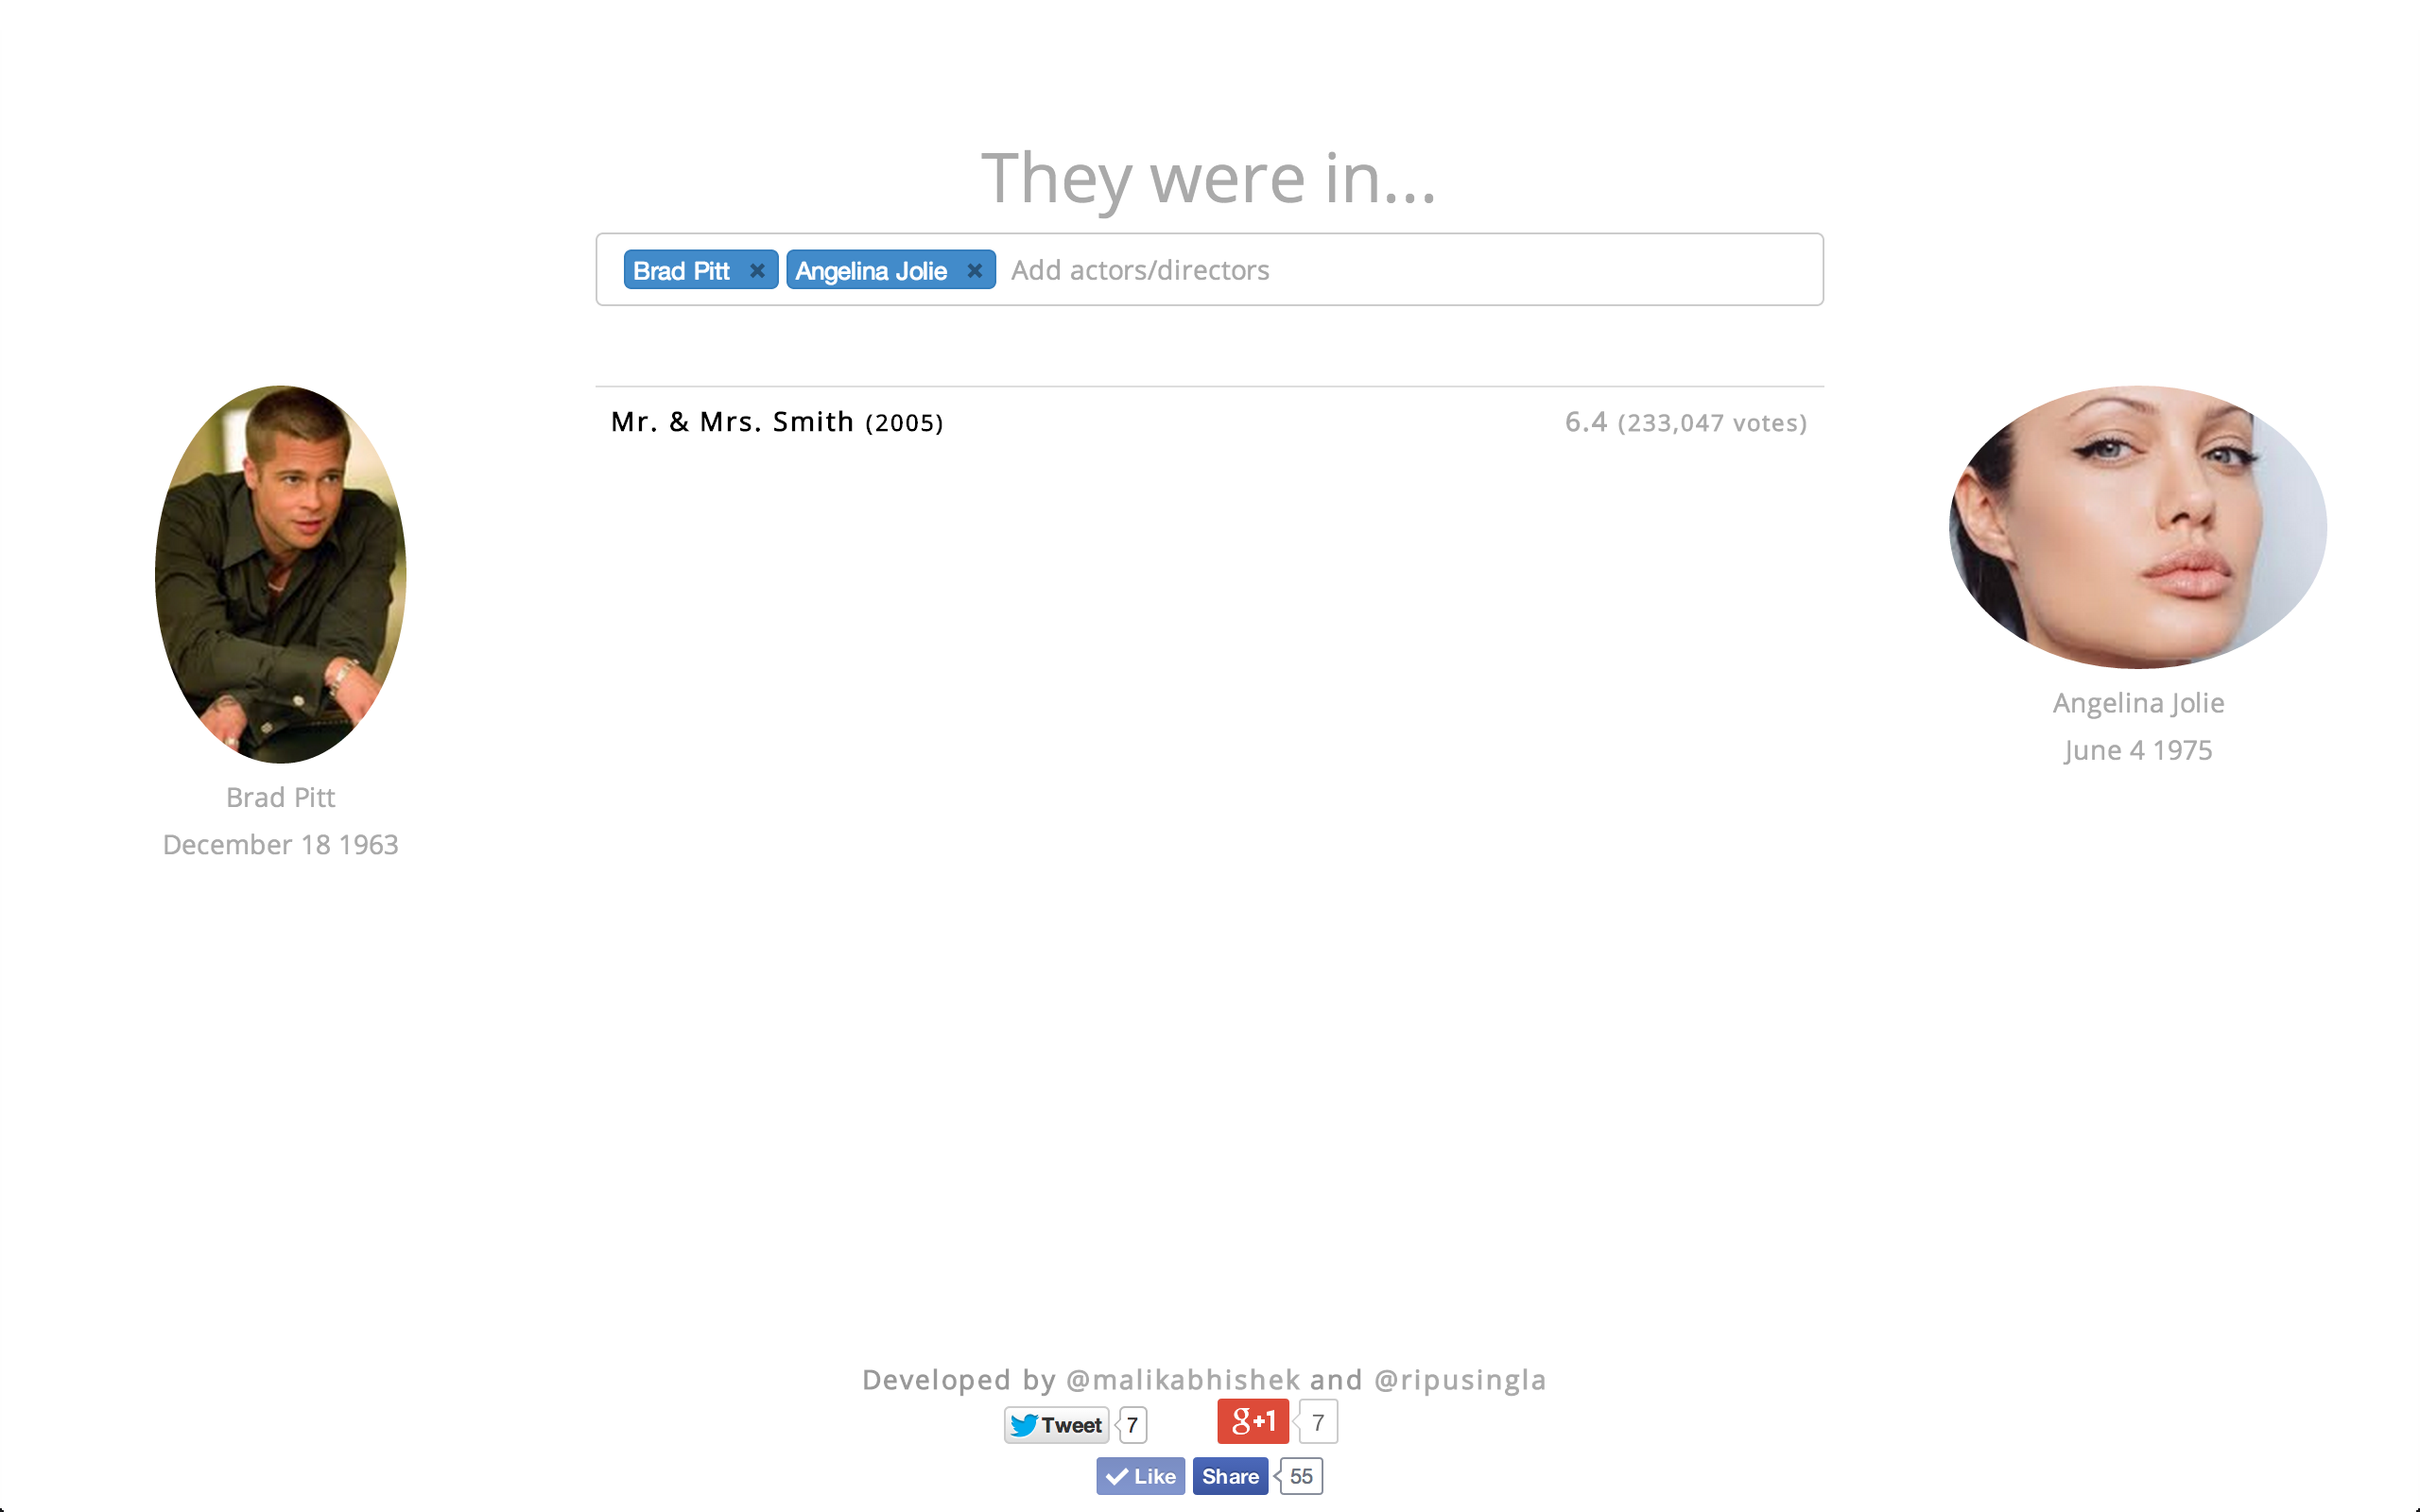 They were in...
Brad Pitt × Angelina Jolie × Add actors/directors
Mr. & Mrs. Smith (2005) 6.4 (233,047 votes)
Brad Pitt
December 18 1963
Angelina Jolie
June 4 1975
Developed by @malikabhishek and @ripusingla
Tweet 7 g+1 7
Like Share 55